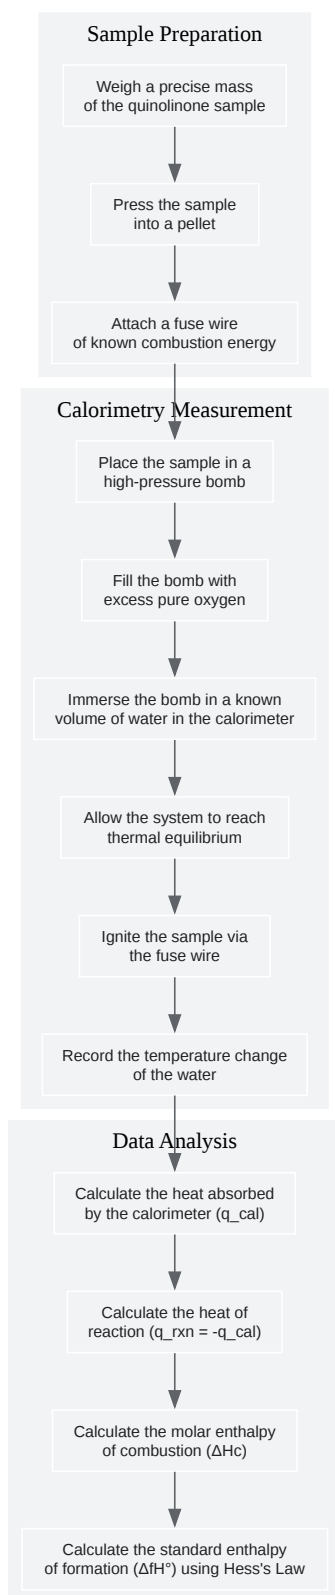 Sample Preparation
Weigh a precise mass
of the quinolinone sample
Press the sample
into a pellet
Attach a fuse wire
of known combustion energy
Calorimetry Measurement
Place the sample in a
high-pressure bomb
Fill the bomb with
excess pure oxygen
Immerse the bomb in a known
volume of water in the calorimeter
Allow the system to reach
thermal equilibrium
Ignite the sample via
the fuse wire
Record the temperature change
of the water
Data Analysis
Calculate the heat absorbed
by the calorimeter (q_cal)
Calculate the heat of
reaction (q_rxn = -q_cal)
Calculate the molar enthalpy
of combustion (ΔHc)
Calculate the standard enthalpy
of formation (ΔfH°) using Hess's Law